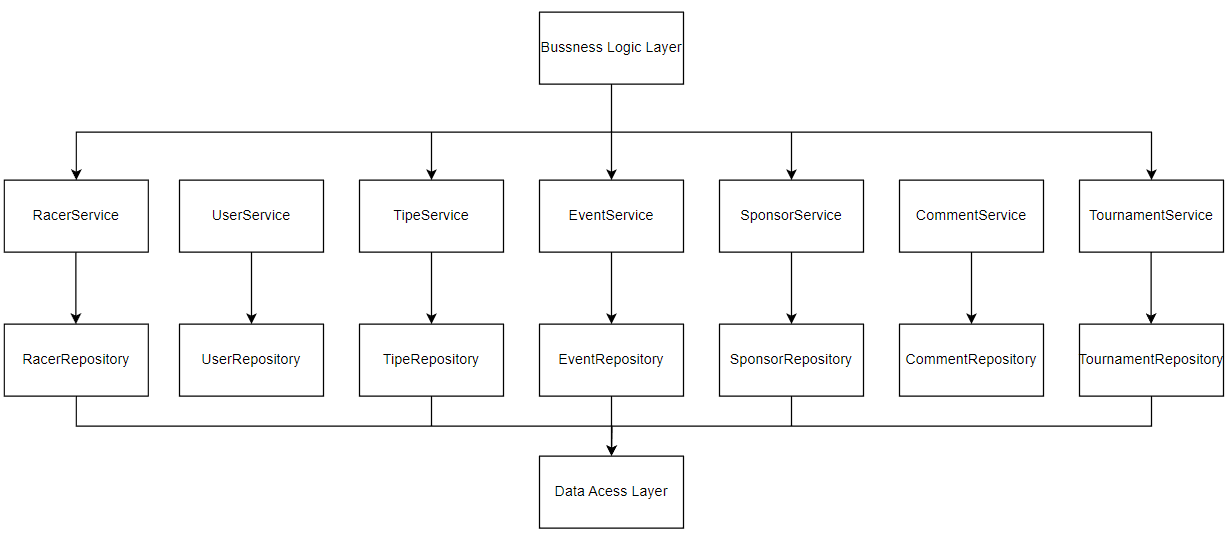 Bussness Logic Layer
RacerService
UserService
TipeService
EventService
SponsorService
CommentService
TournamentService
RacerRepository
UserRepository
TipeRepository
EventRepository
SponsorRepository
CommentRepository
TournamentRepository
Data Acess Layer